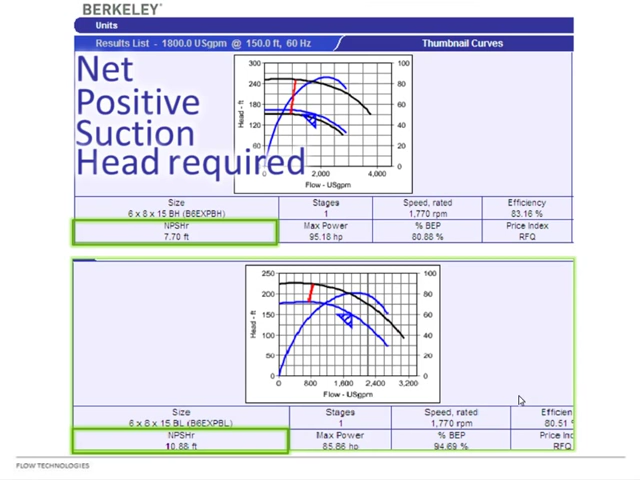 BERKELEY
Units
Results List - 1800.0 USgpm @ 150.0 ft, 60 Hz Thumbnail Curves
Net
Positive
Suction
Head required
300
240
180
120
60
0
Head - ft
100
80
60
40
20
0
2,000 4,000
Flow - USgpm
Size Stages Speed, rated Efficiency
6 x 8 x 15 BH (B6EXPBH) 1 1,770 rpm 83.16 %
NPSHr Max Power % BEP Price Index
7.70 ft 95.18 hp 80.88 % RFQ
250
200
150
100
50
0
Head - ft
100
80
60
40
20
0
0 800 1,600 2,400 3,200
Flow - USgpm
Size Stages Speed, rated Efficien
6 x 8 x 15 BL (B6EXPBL) 1 1,770 rpm 80.51 %
NPSHr Max Power % BEP Price Ind
10.88 ft 85.86 hp 94.69 % RFQ
FLOW TECHNOLOGIES